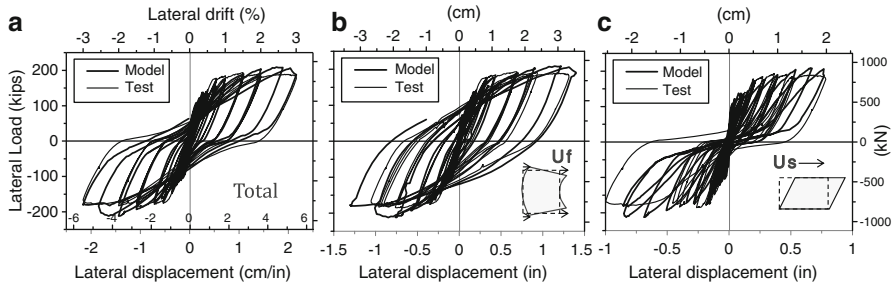 Lateral drift (%)
(cm)
(cm)
a
b
c
-3 -2 -1 0 1 2 3
-3 -2 -1 0 1 2 3
-2 -1 0 1 2
Lateral Load (kips)
200
100
0
-100
-200
Model
Test
Model
Test
Model
Test
1000
500
0
-500
-1000
(kN)
Uf
Us
Total
-6 -4 -2 0 2 4 6
-2 -1 0 1 2
-1.5 -1 -0.5 0 0.5 1 1.5
-1 -0.5 0 0.5 1
Lateral displacement (cm/in)
Lateral displacement (in)
Lateral displacement (in)